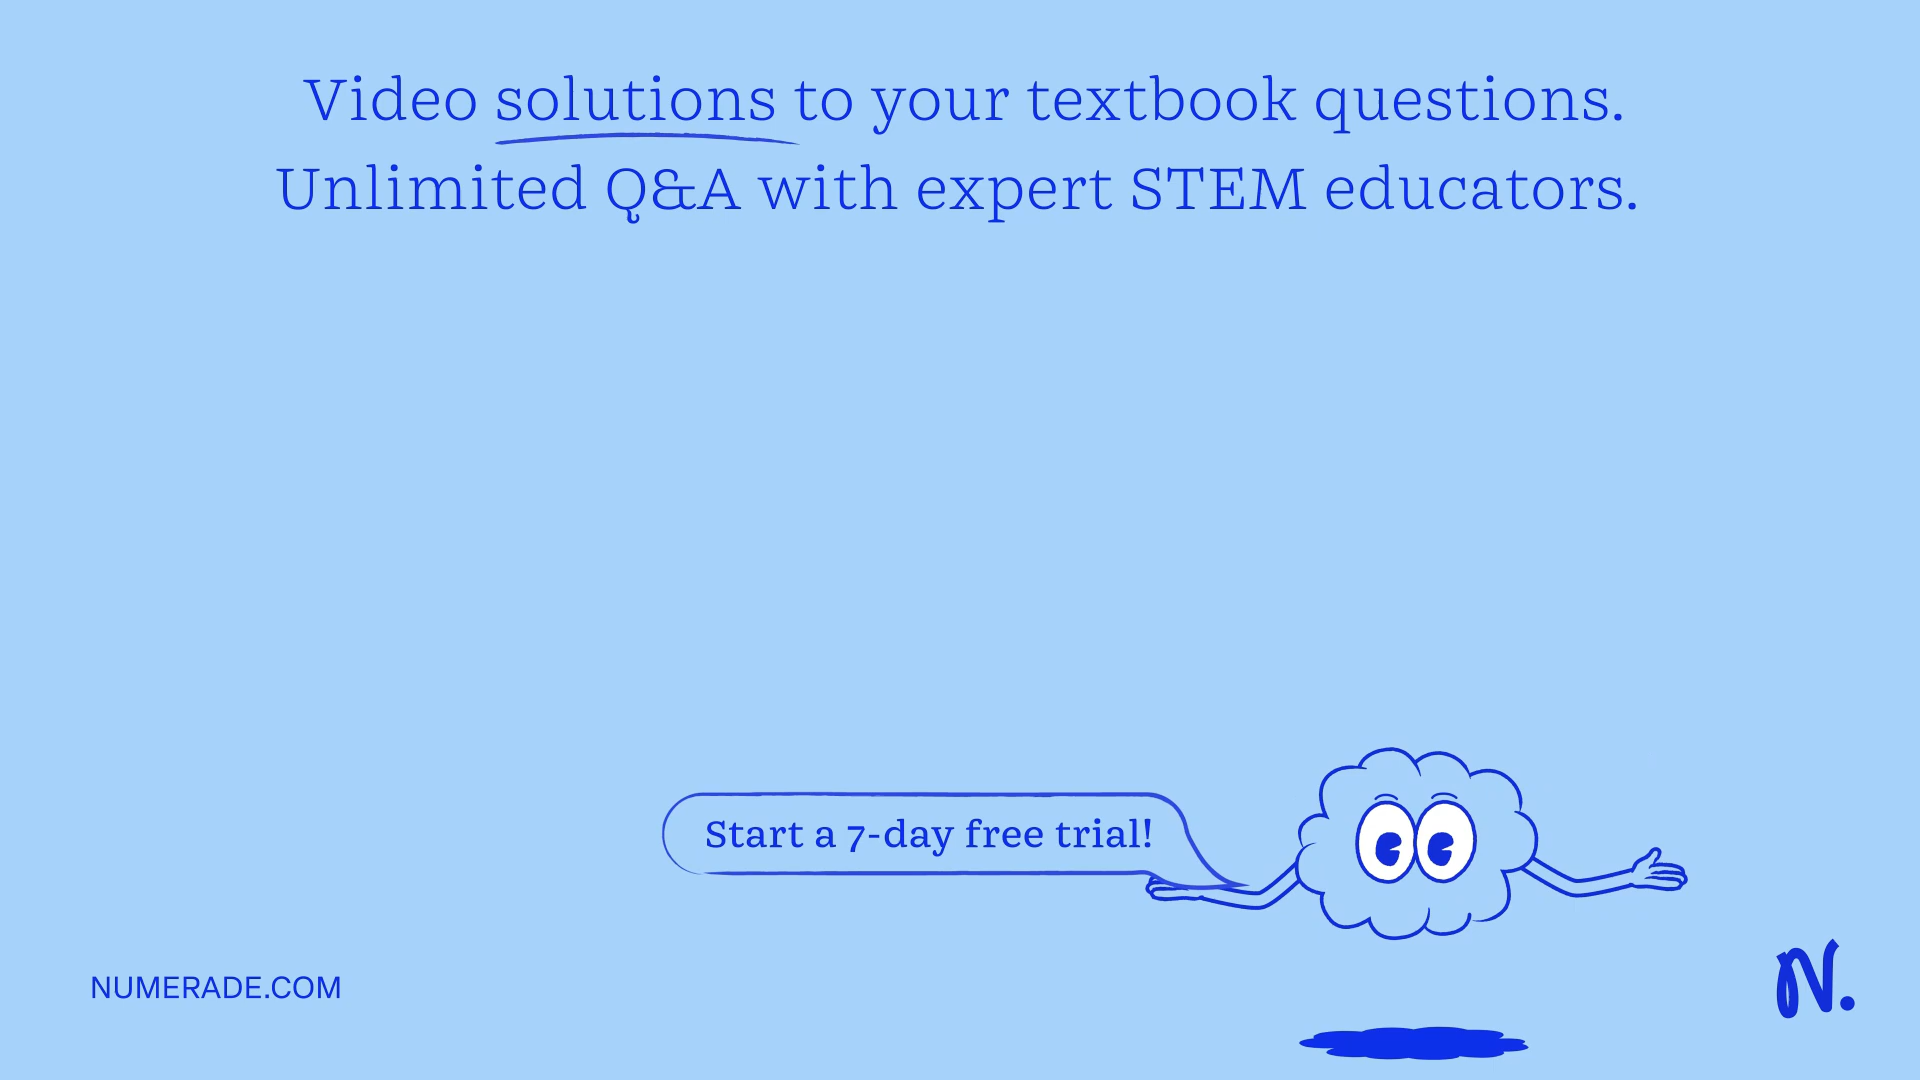 Video solutions to your textbook questions.
Unlimited Q&A with expert STEM educators.
Start a 7-day free trial!
NUMERADE.COM
N.